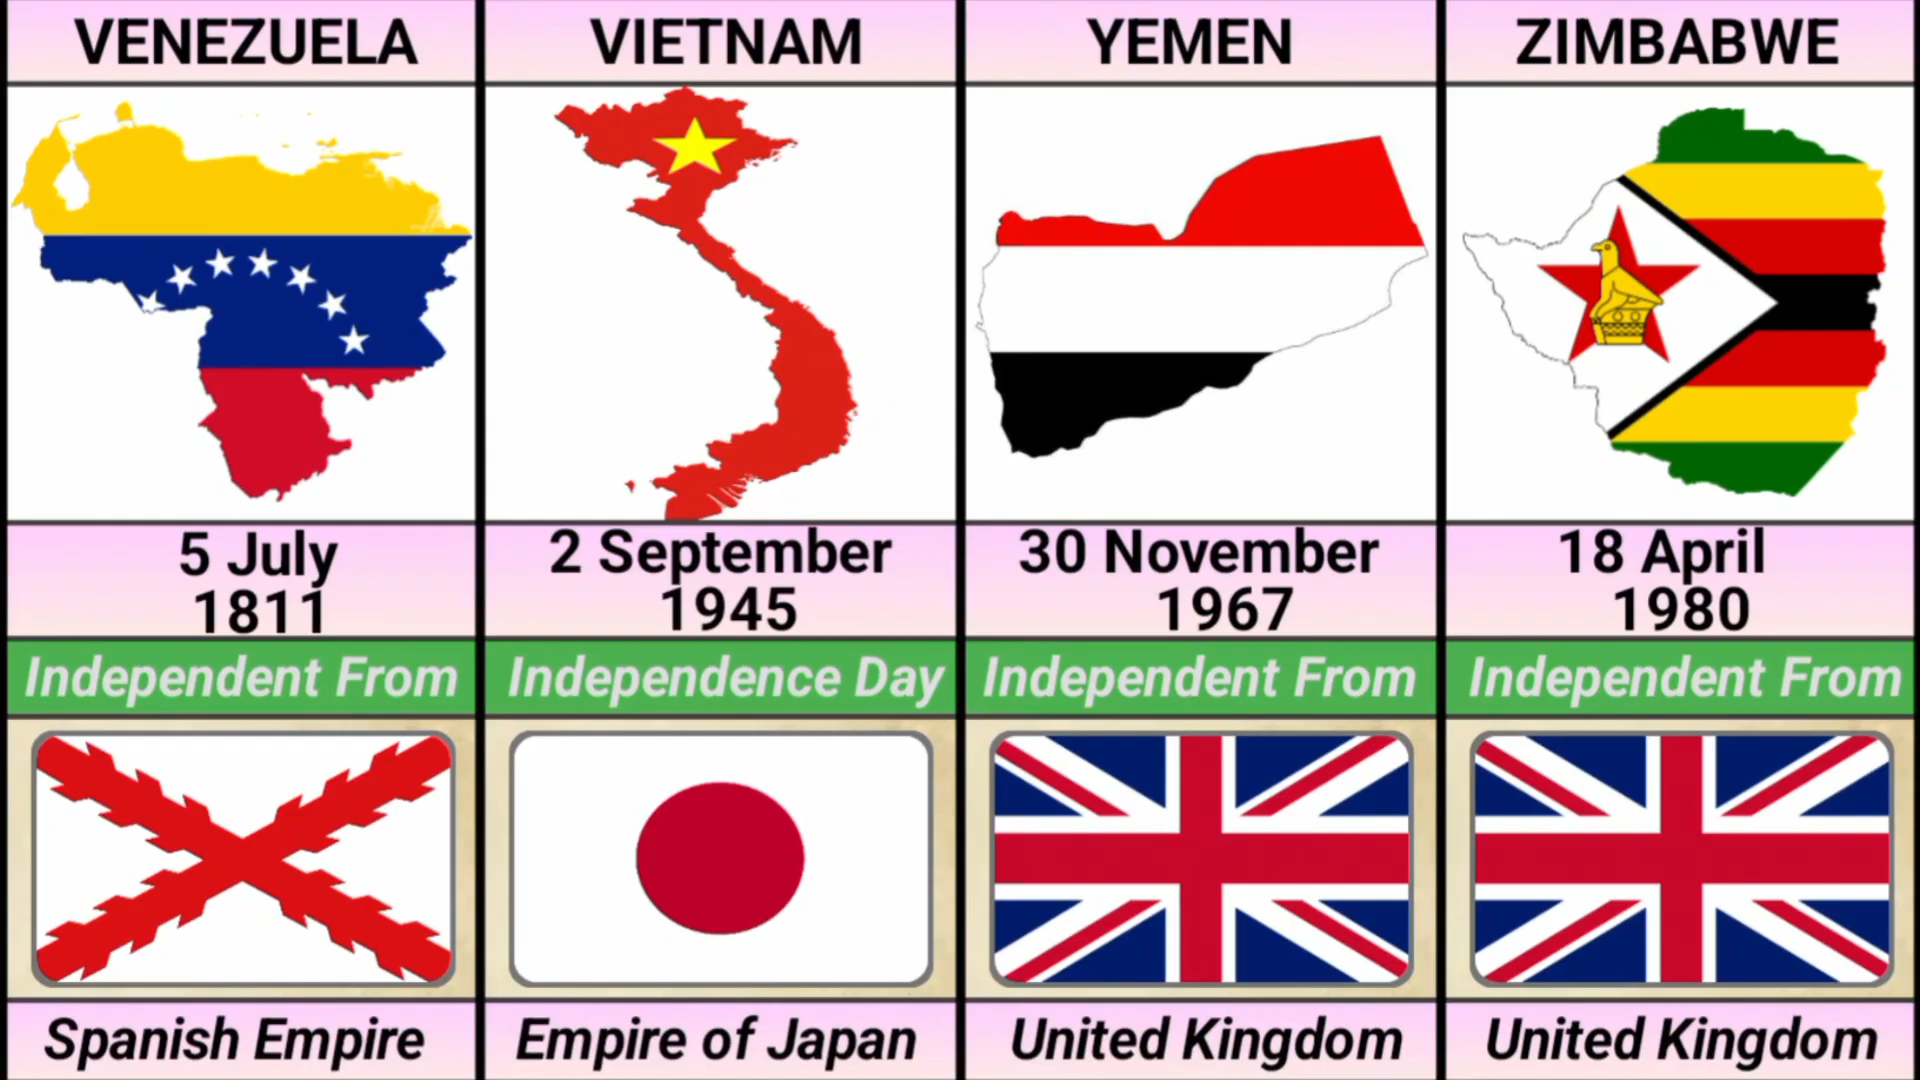 VENEZUELA
VIETNAM
YEMEN
ZIMBABWE
5 July
1811
2 September
1945
30 November
1967
18 April
1980
Independent From
Independence Day
Independent From
Independent From
Spanish Empire
Empire of Japan
United Kingdom
United Kingdom